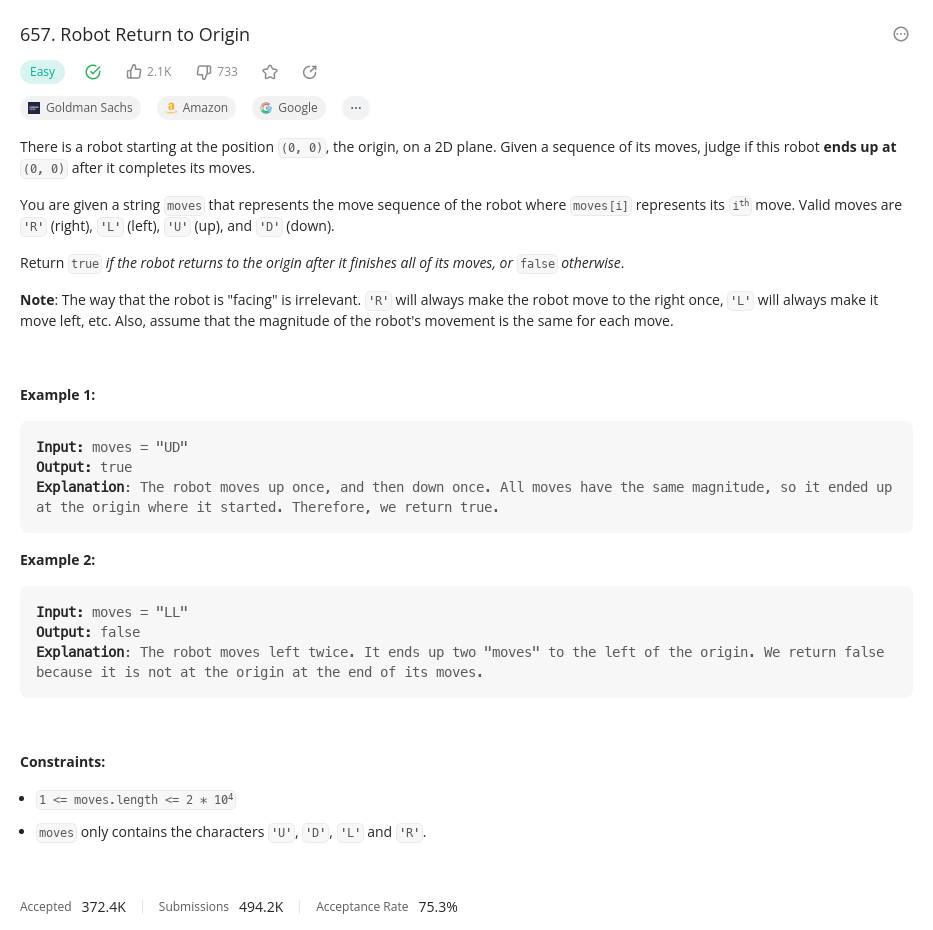 657. Robot Return to Origin
Easy 2.1K 733
Goldman Sachs Amazon Google ...
There is a robot starting at the position (0, 0), the origin, on a 2D plane. Given a sequence of its moves, judge if this robot ends up at
(0, 0) after it completes its moves.
You are given a string moves that represents the move sequence of the robot where moves[i] represents its iᵗʰ move. Valid moves are
'R' (right), 'L' (left), 'U' (up), and 'D' (down).
Return true if the robot returns to the origin after it finishes all of its moves, or false otherwise.
Note: The way that the robot is "facing" is irrelevant. 'R' will always make the robot move to the right once, 'L' will always make it
move left, etc. Also, assume that the magnitude of the robot's movement is the same for each move.
Example 1:
Input: moves = "UD"
Output: true
Explanation: The robot moves up once, and then down once. All moves have the same magnitude, so it ended up
at the origin where it started. Therefore, we return true.
Example 2:
Input: moves = "LL"
Output: false
Explanation: The robot moves left twice. It ends up two "moves" to the left of the origin. We return false
because it is not at the origin at the end of its moves.
Constraints:
• 1 <= moves.length <= 2 * 10⁴
• moves only contains the characters 'U', 'D', 'L' and 'R'.
Accepted 372.4K Submissions 494.2K Acceptance Rate 75.3%